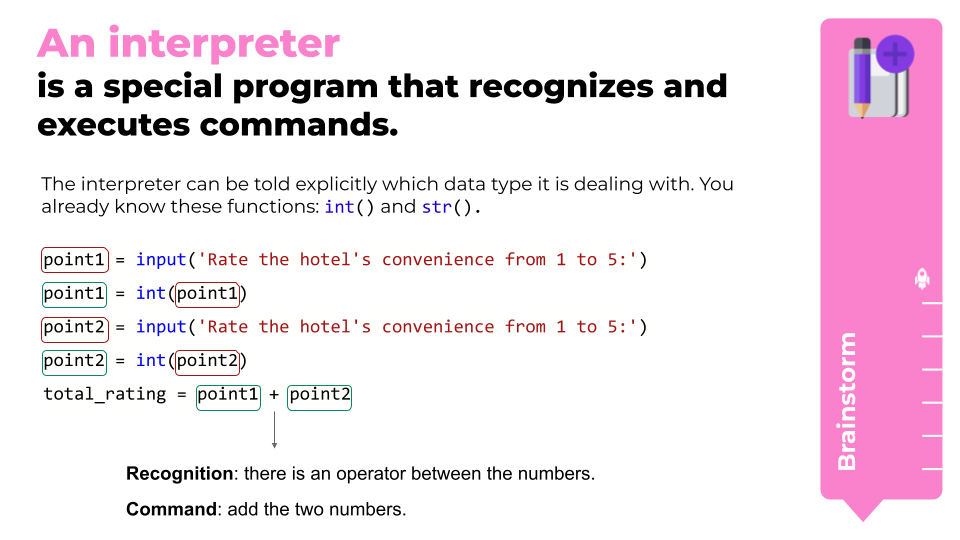 An interpreter
is a special program that recognizes and
executes commands.
The interpreter can be told explicitly which data type it is dealing with. You
already know these functions: int() and str().
point1 = input('Rate the hotel's convenience from 1 to 5:')
point1 = int(point1)
point2 = input('Rate the hotel's convenience from 1 to 5:')
point2 = int(point2)
total_rating = point1 + point2
Recognition: there is an operator between the numbers.
Command: add the two numbers.
Brainstorm